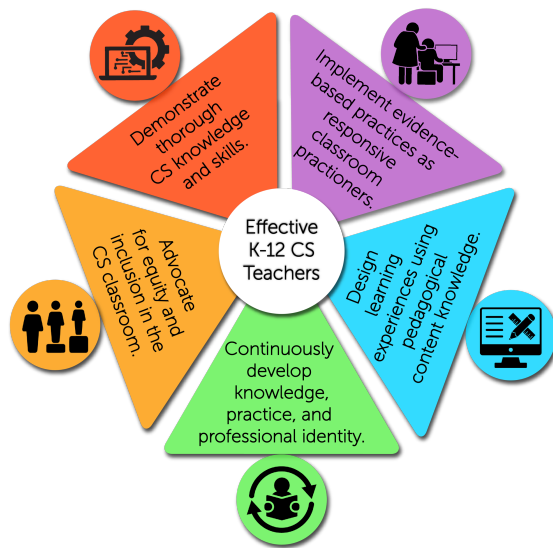 Demonstrate
thorough
CS knowledge
and skills.
Implement evidence-
based practices as
responsive
classroom
practioners.
Effective
K-12 CS
Teachers
Advocate
for equity and
inclusion in the
CS classroom.
Design
learning
experiences using
pedagogical
content knowledge.
Continuously
develop
knowledge,
practice, and
professional identity.